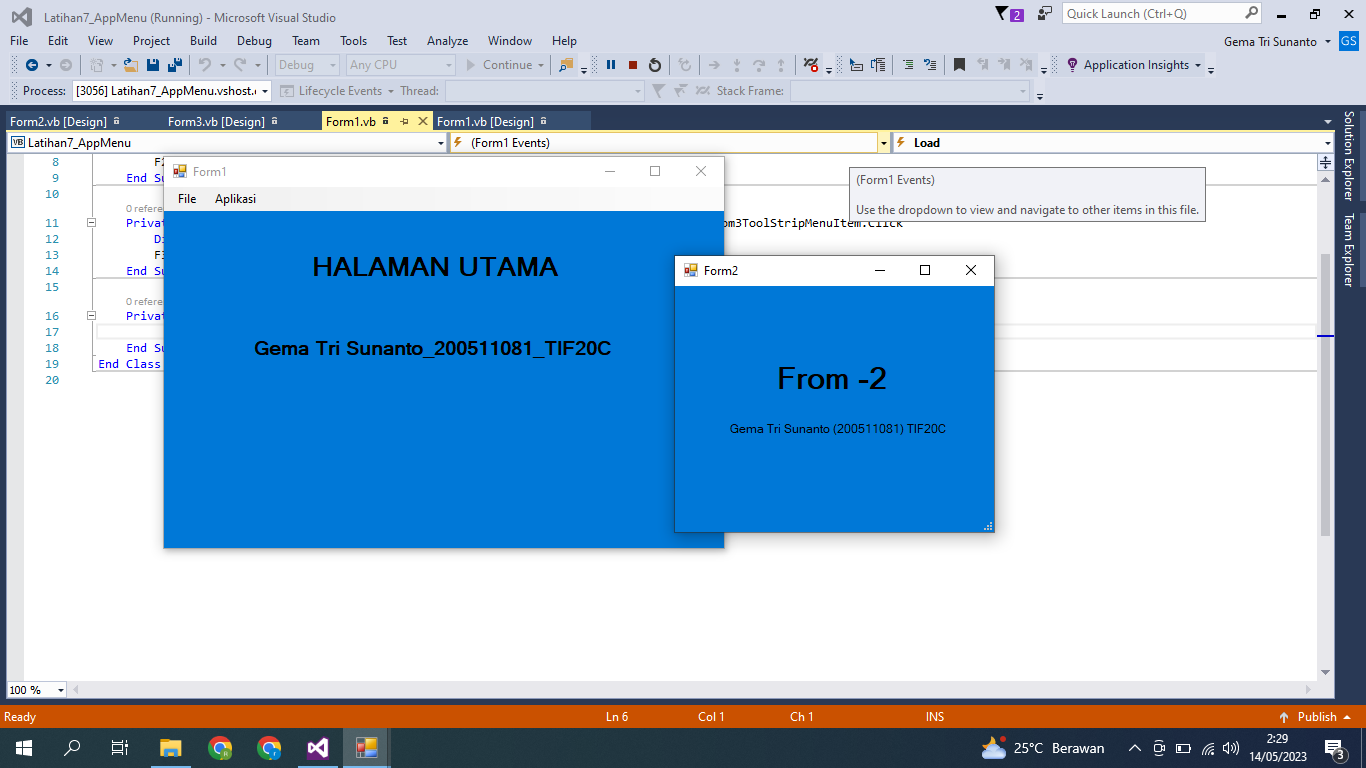 Latihan7_AppMenu (Running) - Microsoft Visual Studio
2
Quick Launch (Ctrl+Q)
File Edit View Project Build Debug Team Tools Test Analyze Window Help
Gema Tri Sunanto GS
Debug Any CPU Continue Application Insights
Process: [3056] Latihan7_AppMenu.vshost. Lifecycle Events Thread: Stack Frame:
Form2.vb [Design] Form3.vb [Design] Form1.vb Form1.vb [Design]
VB Latihan7_AppMenu (Form1 Events) Load
Solution Explorer
Team Explorer
8
9 End Su
10
0 refere
11 Privat om3ToolStripMenuItem.Click
12
13
14 End Su
15
0 refere
16 Privat
17
18 End Su
19 End Class
20
(Form1 Events)
Use the dropdown to view and navigate to other items in this file.
Form1
File Aplikasi
HALAMAN UTAMA
Gema Tri Sunanto_200511081_TIF20C
Form2
From -2
Gema Tri Sunanto (200511081) TIF20C
100 %
Ready Ln 6 Col 1 Ch 1 INS Publish
25°C Berawan
2:29
14/05/2023
3